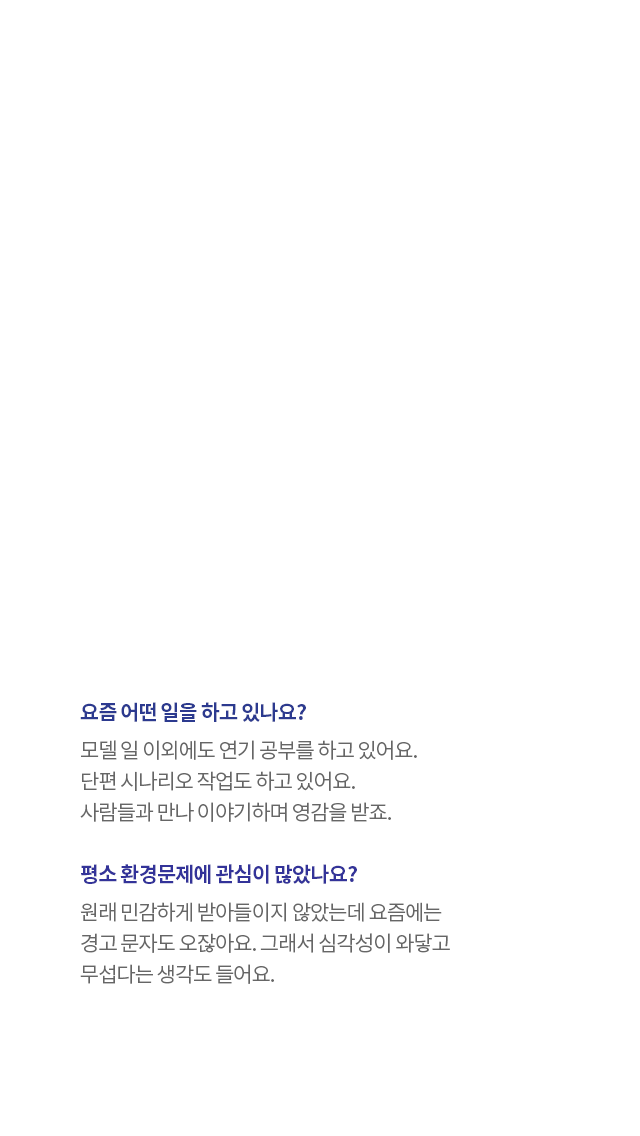 요즘 어떤 일을 하고 있나요?
모델 일 이외에도 연기 공부를 하고 있어요.
단편 시나리오 작업도 하고 있어요.
사람들과 만나 이야기하며 영감을 받죠.
평소 환경문제에 관심이 많았나요?
원래 민감하게 받아들이지 않았는데 요즘에는
경고 문자도 오잖아요. 그래서 심각성이 와닿고
무섭다는 생각도 들어요.